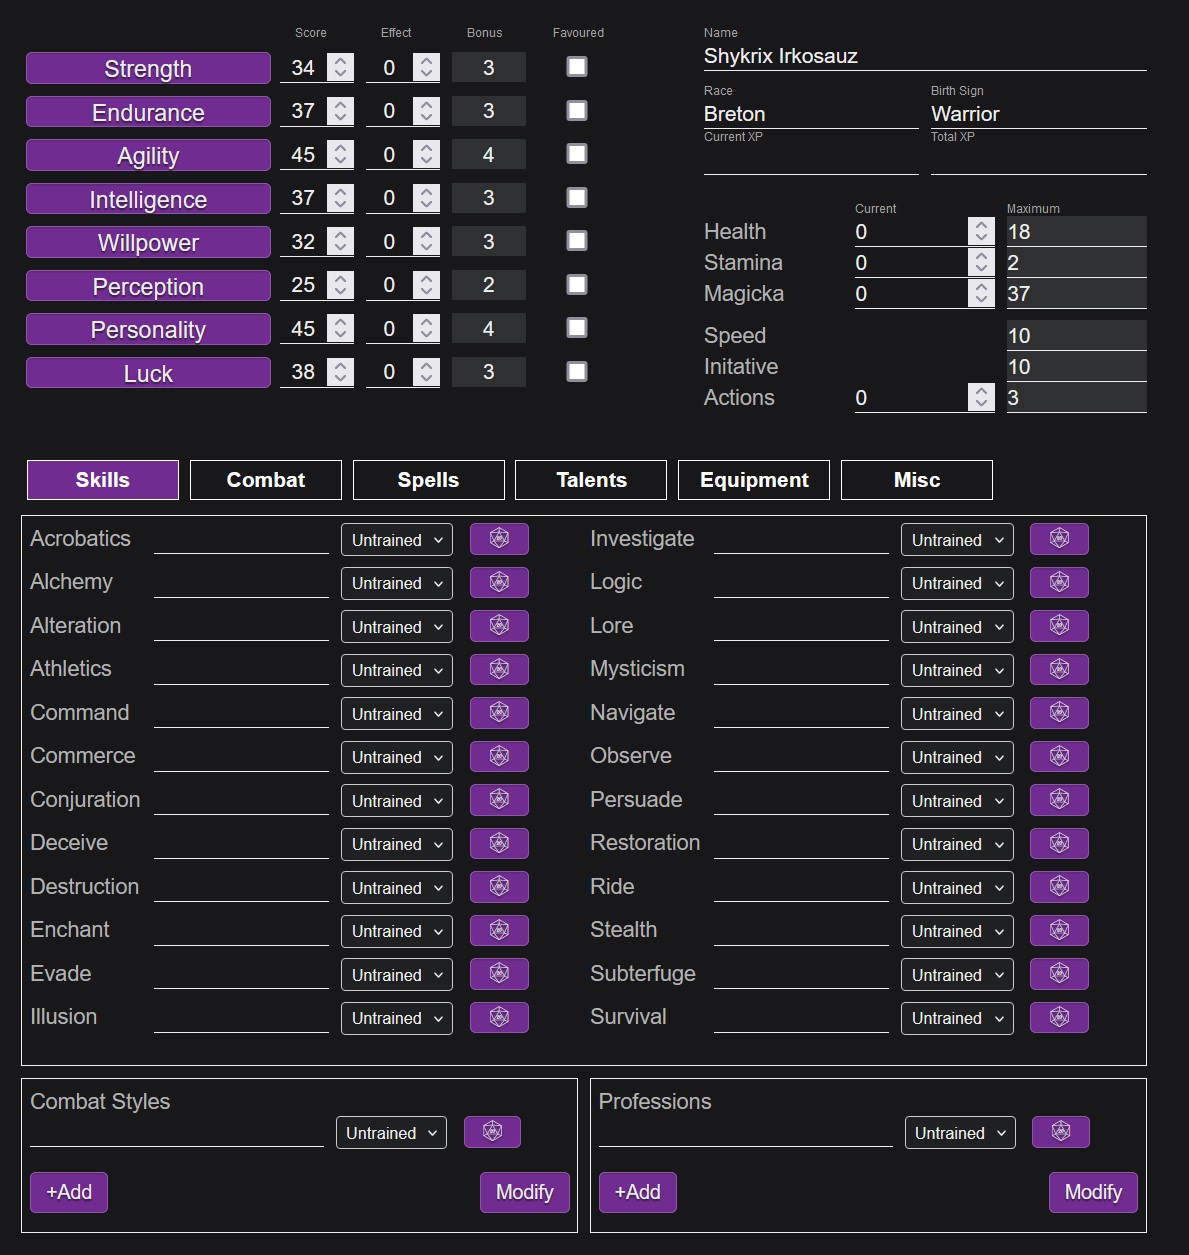 Score Effect Bonus Favoured
Strength 34 0 3
Endurance 37 0 3
Agility 45 0 4
Intelligence 37 0 3
Willpower 32 0 3
Perception 25 0 2
Personality 45 0 4
Luck 38 0 3
Name
Shykrix Irkosauz
Race Birth Sign
Breton Warrior
Current XP Total XP
Current Maximum
Health 0 18
Stamina 0 2
Magicka 0 37
Speed 10
Initative 10
Actions 0 3
Skills Combat Spells Talents Equipment Misc
Acrobatics Untrained Investigate Untrained
Alchemy Untrained Logic Untrained
Alteration Untrained Lore Untrained
Athletics Untrained Mysticism Untrained
Command Untrained Navigate Untrained
Commerce Untrained Observe Untrained
Conjuration Untrained Persuade Untrained
Deceive Untrained Restoration Untrained
Destruction Untrained Ride Untrained
Enchant Untrained Stealth Untrained
Evade Untrained Subterfuge Untrained
Illusion Untrained Survival Untrained
Combat Styles
Untrained
+Add Modify
Professions
Untrained
+Add Modify